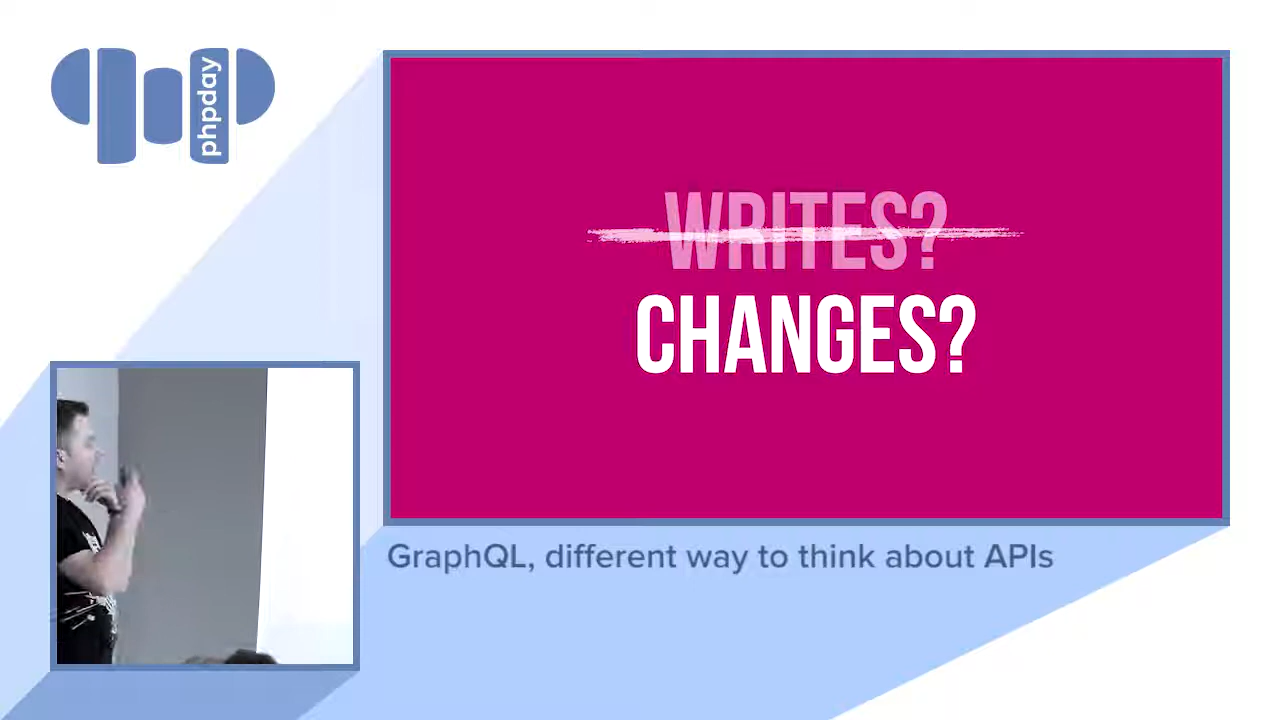 phpday
WRITES?
CHANGES?
GraphQL, different way to think about APIs